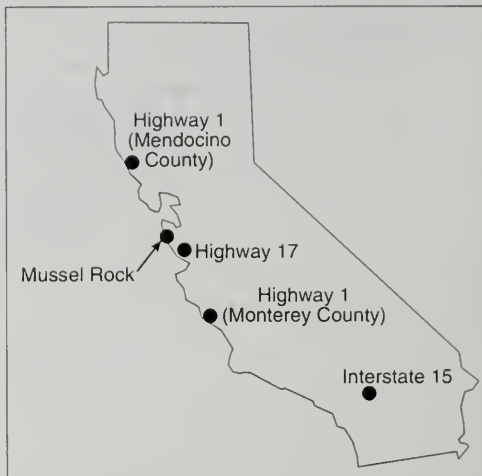 Highway 1
(Mendocino
County)
Highway 17
Mussel Rock
Highway 1
(Monterey County)
Interstate 15